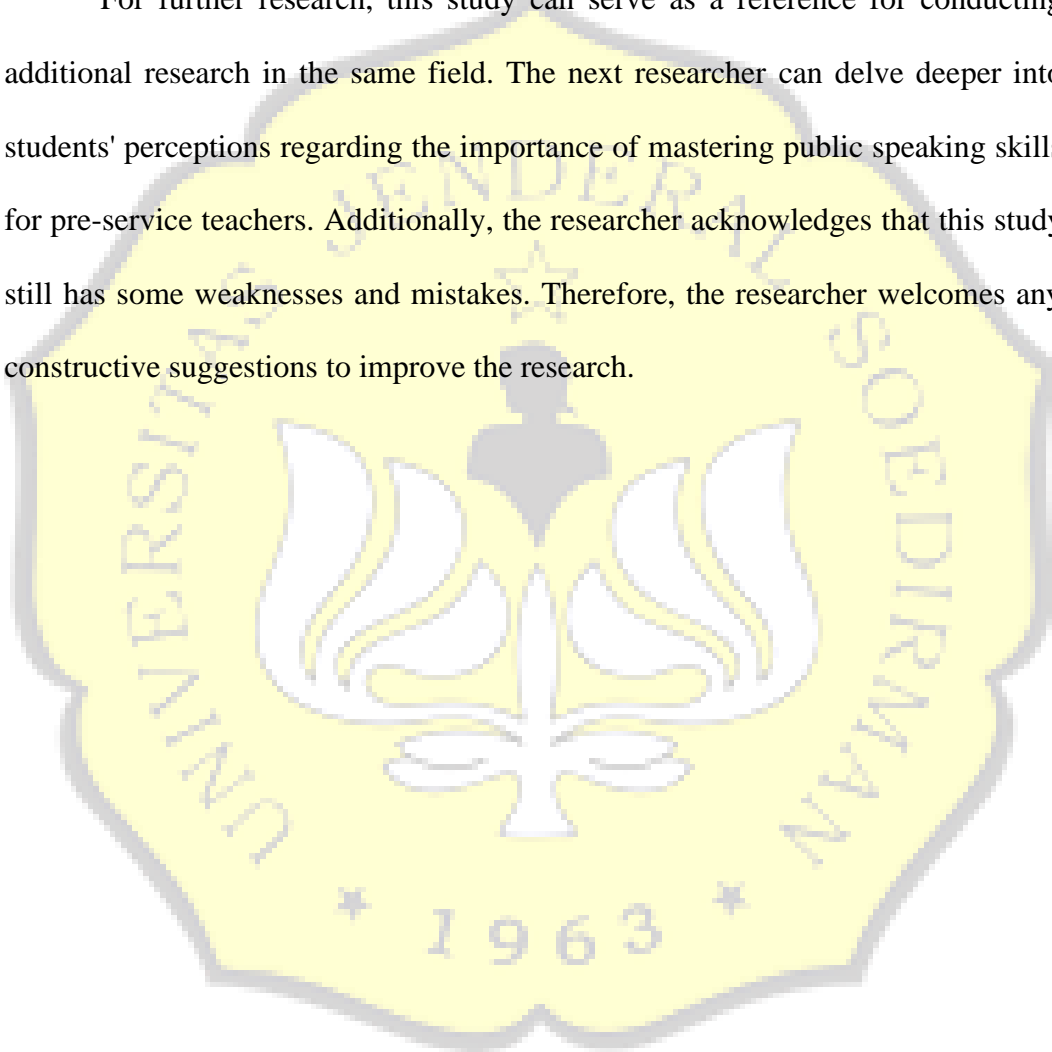 For further research, this study can serve as a reference for conducting
additional research in the same field. The next researcher can delve deeper into
students' perceptions regarding the importance of mastering public speaking skills
for pre-service teachers. Additionally, the researcher acknowledges that this study
still has some weaknesses and mistakes. Therefore, the researcher welcomes any
constructive suggestions to improve the research.
UNIVERSITAS JENDERAL SOEDIRMAN
* 1963 *